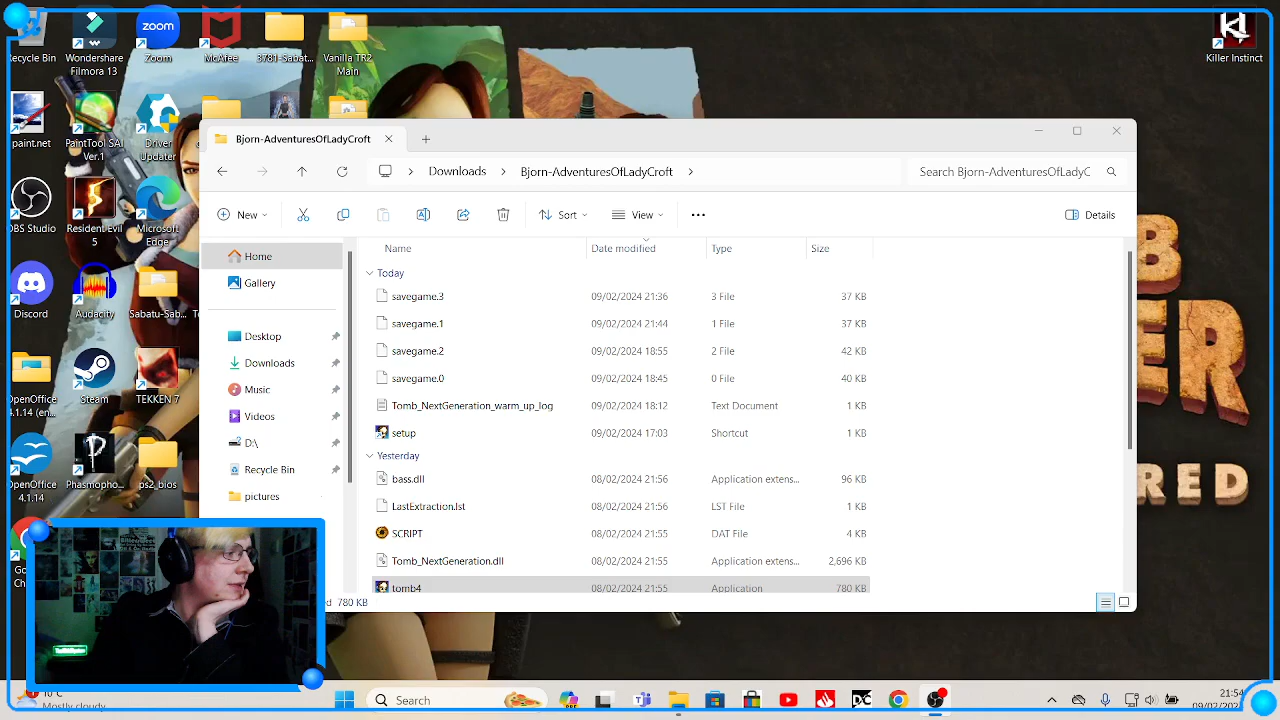 Recycle Bin
Wondershare Filmora 13
Zoom
zoom
McAfee
3781-Sabat...
Vanilla TR2 Main
Killer Instinct
paint.net
PaintTool SAI Ver.1
Driver Updater
OBS Studio
Resident Evil 5
Microsoft Edge
Discord
Audacity
Sabatu-Sab...
OpenOffice 4.1.14 (en...
Steam
TEKKEN 7
OpenOffice 4.1.14
Phasmopho...
ps2_bios
Bjorn-AdventuresOfLadyCroft
Downloads
Bjorn-AdventuresOfLadyCroft
Search Bjorn-AdventuresOfLadyC
New
Sort
View
Details
Home
Gallery
Desktop
Downloads
Music
Videos
D:\
Recycle Bin
pictures
Name Date modified Type Size
Today
savegame.3 09/02/2024 21:36 3 File 37 KB
savegame.1 09/02/2024 21:44 1 File 37 KB
savegame.2 09/02/2024 18:55 2 File 42 KB
savegame.0 09/02/2024 18:45 0 File 40 KB
Tomb_NextGeneration_warm_up_log 09/02/2024 18:12 Text Document 1 KB
setup 09/02/2024 17:03 Shortcut 1 KB
Yesterday
bass.dll 08/02/2024 21:56 Application extens... 96 KB
LastExtraction.lst 08/02/2024 21:56 LST File 1 KB
SCRIPT 08/02/2024 21:55 DAT File 4 KB
Tomb_NextGeneration.dll 08/02/2024 21:55 Application extens... 2,696 KB
tomb4 08/02/2024 21:55 Application 780 KB
780 KB
Mostly cloudy
Search
DC
21:54